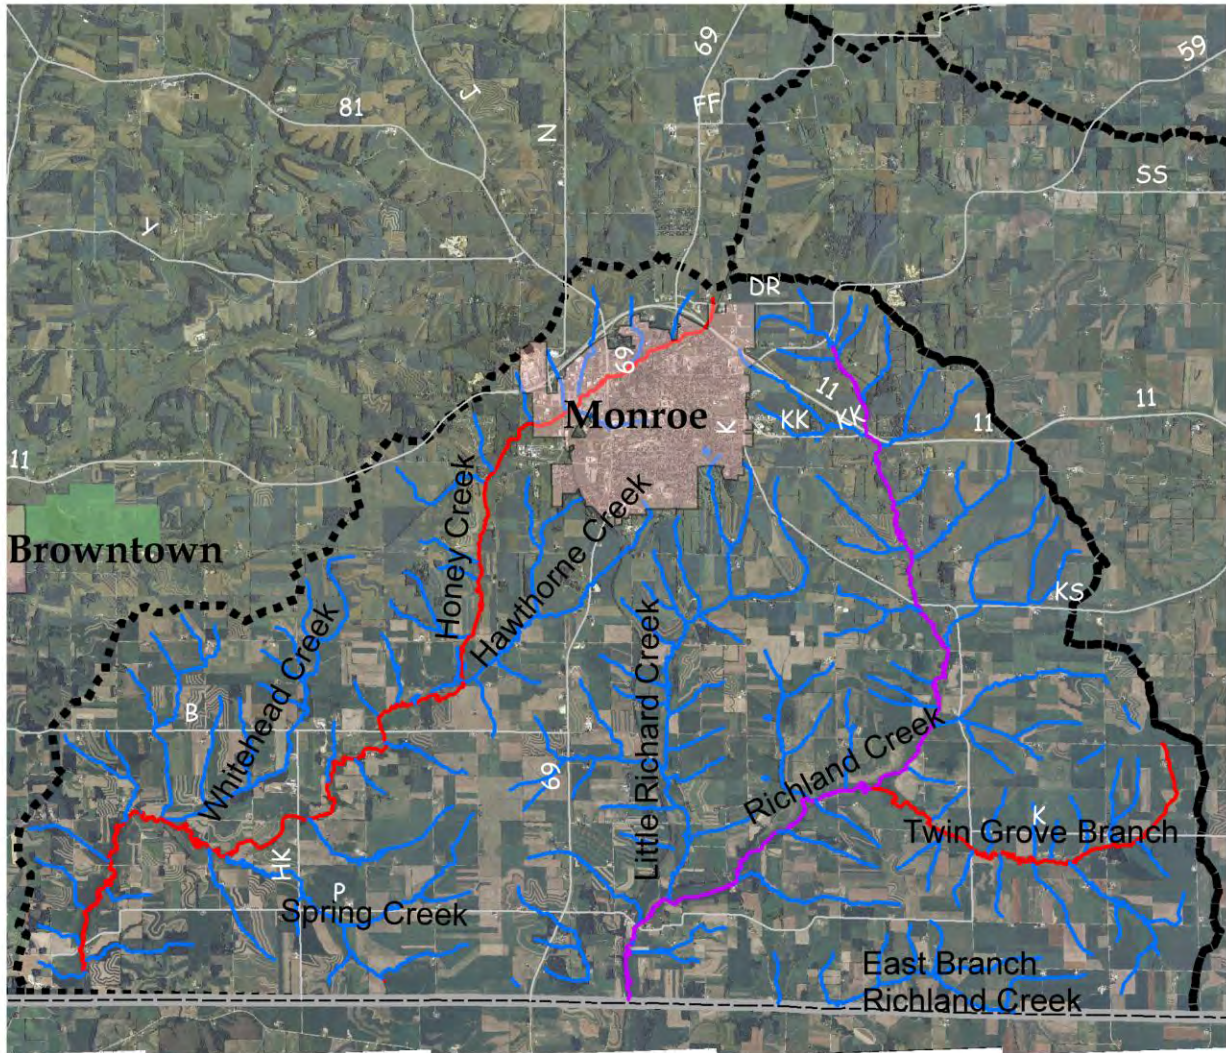 69
59
FF
J
81
N
SS
Y
DR
69
11
11
Monroe
KK
KK
11
K
11
Honey Creek
Hawthorne Creek
Browntown
KS
Whitehead Creek
Little Richard Creek
B
Richland Creek
69
K
Twin Grove Branch
HK
P
Spring Creek
East Branch
Richland Creek